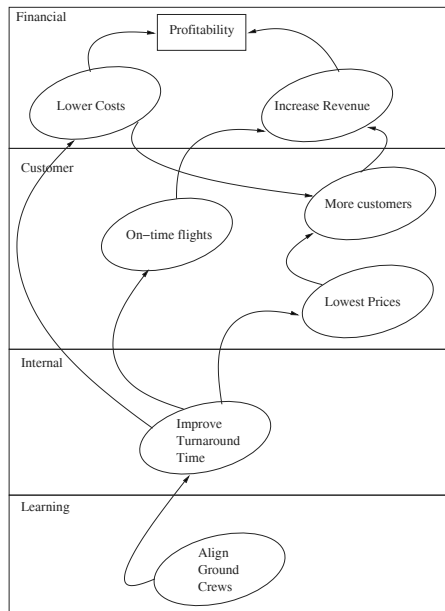 Financial
Profitability
Lower Costs
Increase Revenue
Customer
More customers
On-time flights
Lowest Prices
Internal
Improve
Turnaround
Time
Learning
Align
Ground
Crews